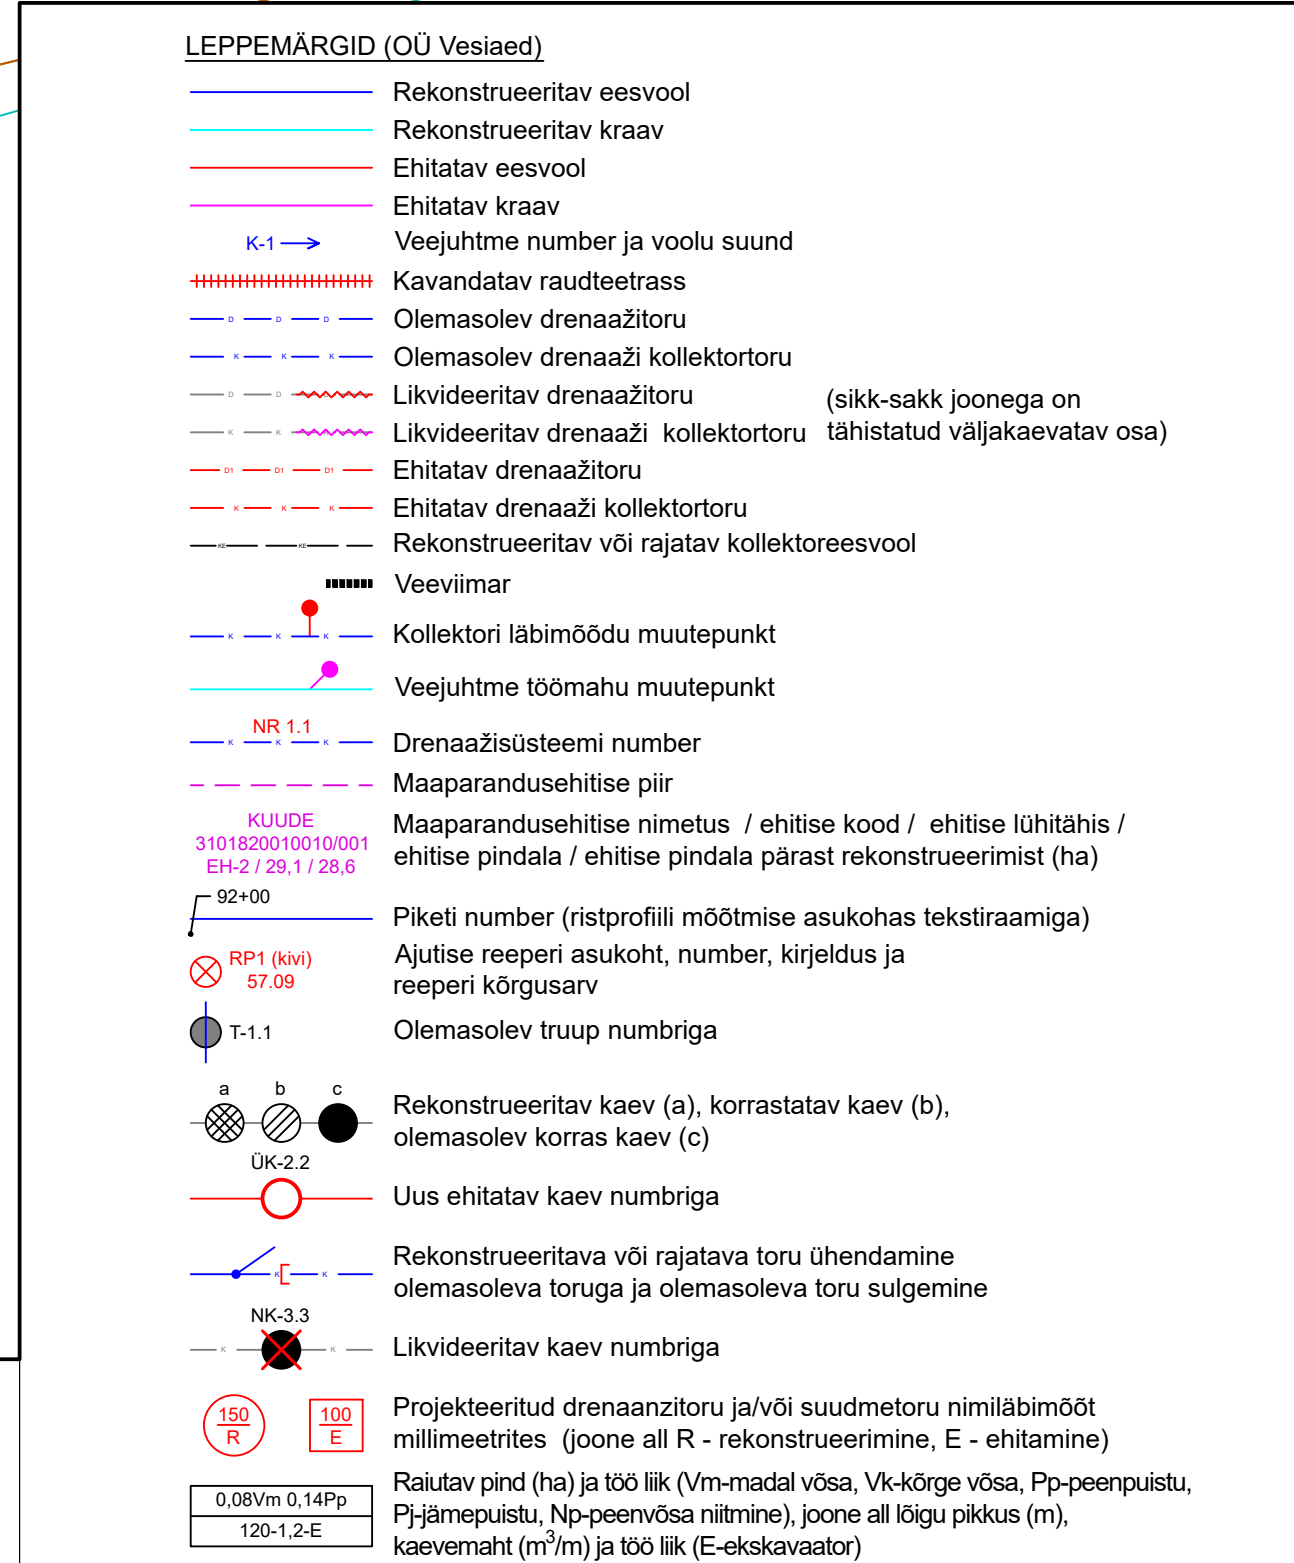 LEPPEMÄRGID (OÜ Vesiaed)
Rekonstrueeritav eesvool
Rekonstrueeritav kraav
Ehitatav eesvool
Ehitatav kraav
K-1 Veejuhtme number ja voolu suund
Kavandatav raudteetrass
D D D Olemasolev drenaažitoru
K K K Olemasolev drenaaži kollektortoru
D D Likvideeritav drenaažitoru (sikk-sakk joonega on
K K Likvideeritav drenaaži kollektortoru tähistatud väljakaevatav osa)
D1 D1 D1 Ehitatav drenaažitoru
K K K Ehitatav drenaaži kollektortoru
KE KE Rekonstrueeritav või rajatav kollektoreesvool
Veeviimar
K K K Kollektori läbimõõdu muutepunkt
Veejuhtme töömahu muutepunkt
NR 1.1
K K K Drenaažisüsteemi number
Maaparandusehitise piir
KUUDE
3101820010010/001
EH-2 / 29,1 / 28,6
Maaparandusehitise nimetus / ehitise kood / ehitise lühitähis /
ehitise pindala / ehitise pindala pärast rekonstrueerimist (ha)
92+00
Piketi number (ristprofiili mõõtmise asukohas tekstiraamiga)
RP1 (kivi)
57.09
Ajutise reeperi asukoht, number, kirjeldus ja
reeperi kõrgusarv
T-1.1 Olemasolev truup numbriga
a b c
Rekonstrueeritav kaev (a), korrastatav kaev (b),
olemasolev korras kaev (c)
ÜK-2.2
Uus ehitatav kaev numbriga
K K
Rekonstrueeritava või rajatava toru ühendamine
olemasoleva toruga ja olemasoleva toru sulgemine
NK-3.3
K K Likvideeritav kaev numbriga
150 100
R E
Projekteeritud drenaanzitoru ja/või suudmetoru nimiläbimõõt
millimeetrites (joone all R - rekonstrueerimine, E - ehitamine)
0,08Vm 0,14Pp
120-1,2-E
Raiutav pind (ha) ja töö liik (Vm-madal võsa, Vk-kõrge võsa, Pp-peenpuistu,
Pj-jämepuistu, Np-peenvõsa niitmine), joone all lõigu pikkus (m),
kaevemaht (m³/m) ja töö liik (E-ekskavaator)